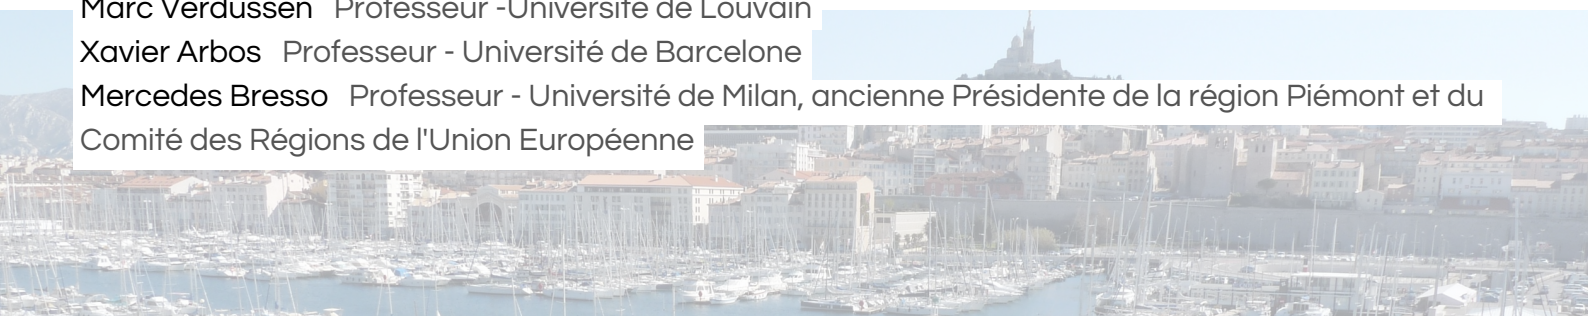 Marc Verdussen Professeur -Université de Louvain
Xavier Arbos Professeur - Université de Barcelone
Mercedes Bresso Professeur - Université de Milan, ancienne Présidente de la région Piémont et du
Comité des Régions de l'Union Européenne